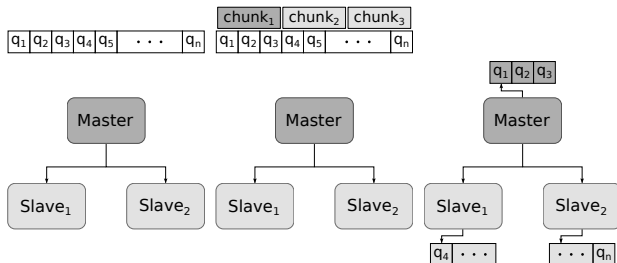 chunk₁ chunk₂ chunk₃
q₁ q₂ q₃ q₄ q₅ · · · qₙ
q₁ q₂ q₃ q₄ q₅ · · · qₙ
q₁ q₂ q₃
Master
Master
Master
Slave₁ Slave₂
Slave₁ Slave₂
Slave₁ Slave₂
q₄ · · ·
· · · qₙ